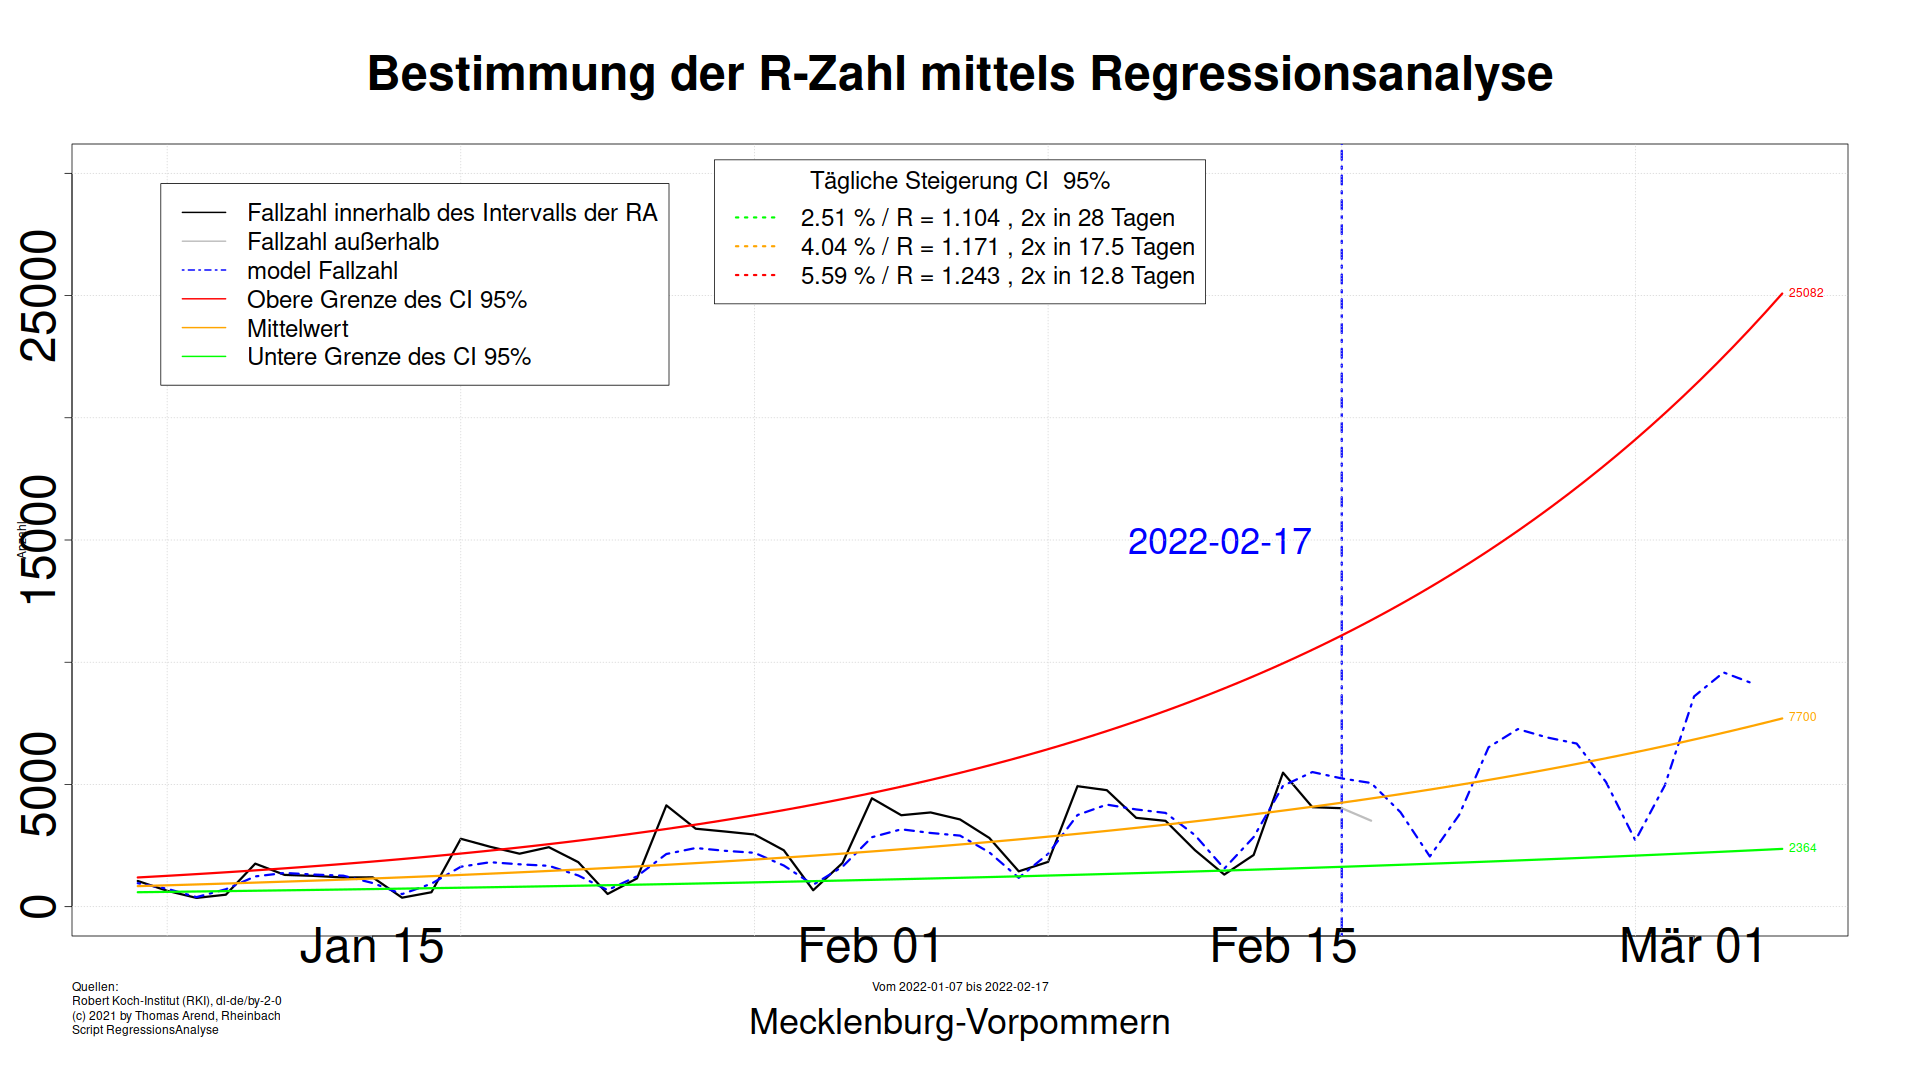 Bestimmung der R-Zahl mittels Regressionsanalyse
Fallzahl innerhalb des Intervalls der RA
Fallzahl außerhalb
model Fallzahl
Obere Grenze des CI 95%
Mittelwert
Untere Grenze des CI 95%
Tägliche Steigerung CI  95%
2.51 % / R = 1.104 , 2x in 28 Tagen
4.04 % / R = 1.171 , 2x in 17.5 Tagen
5.59 % / R = 1.243 , 2x in 12.8 Tagen
25000
15000
5000
0
Anzahl
2022-02-17
25082
7700
2364
Jan 15
Feb 01
Feb 15
Mär 01
Quellen:
Robert Koch-Institut (RKI), dl-de/by-2-0
(c) 2021 by Thomas Arend, Rheinbach
Script RegressionsAnalyse
Vom 2022-01-07 bis 2022-02-17
Mecklenburg-Vorpommern